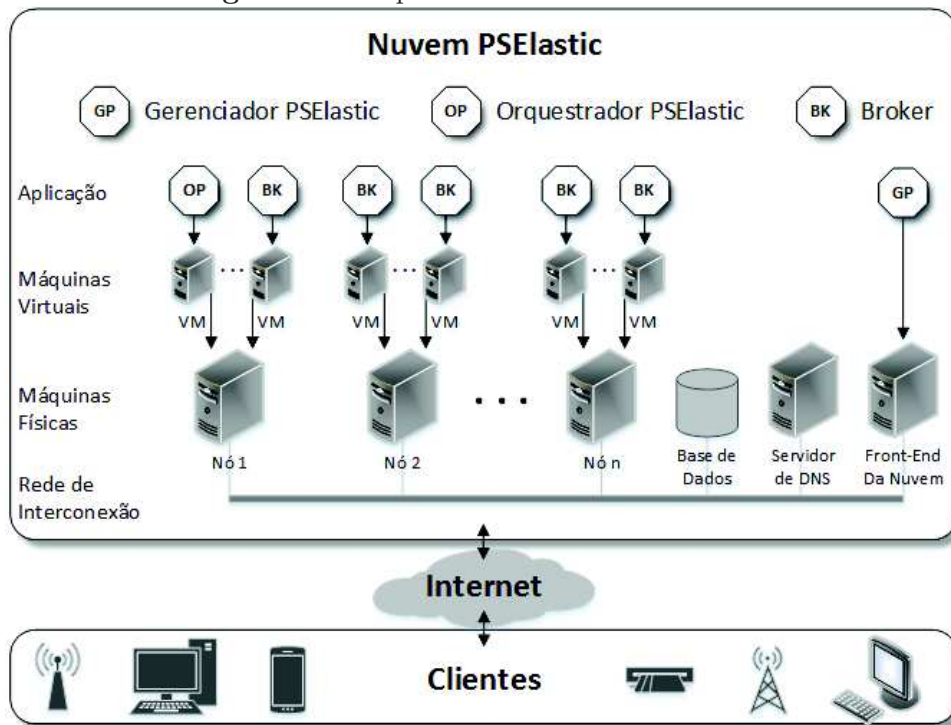 Nuvem PSElastic
GP Gerenciador PSElastic OP Orquestrador PSElastic BK Broker
Aplicação OP BK BK BK BK BK GP
Máquinas
Virtuais
VM VM VM VM VM VM
Máquinas
Físicas
Nó 1 Nó 2 Nó n
Base de
Dados
Servidor
de DNS
Front-End
Da Nuvem
Rede de
Interconexão
Internet
Clientes